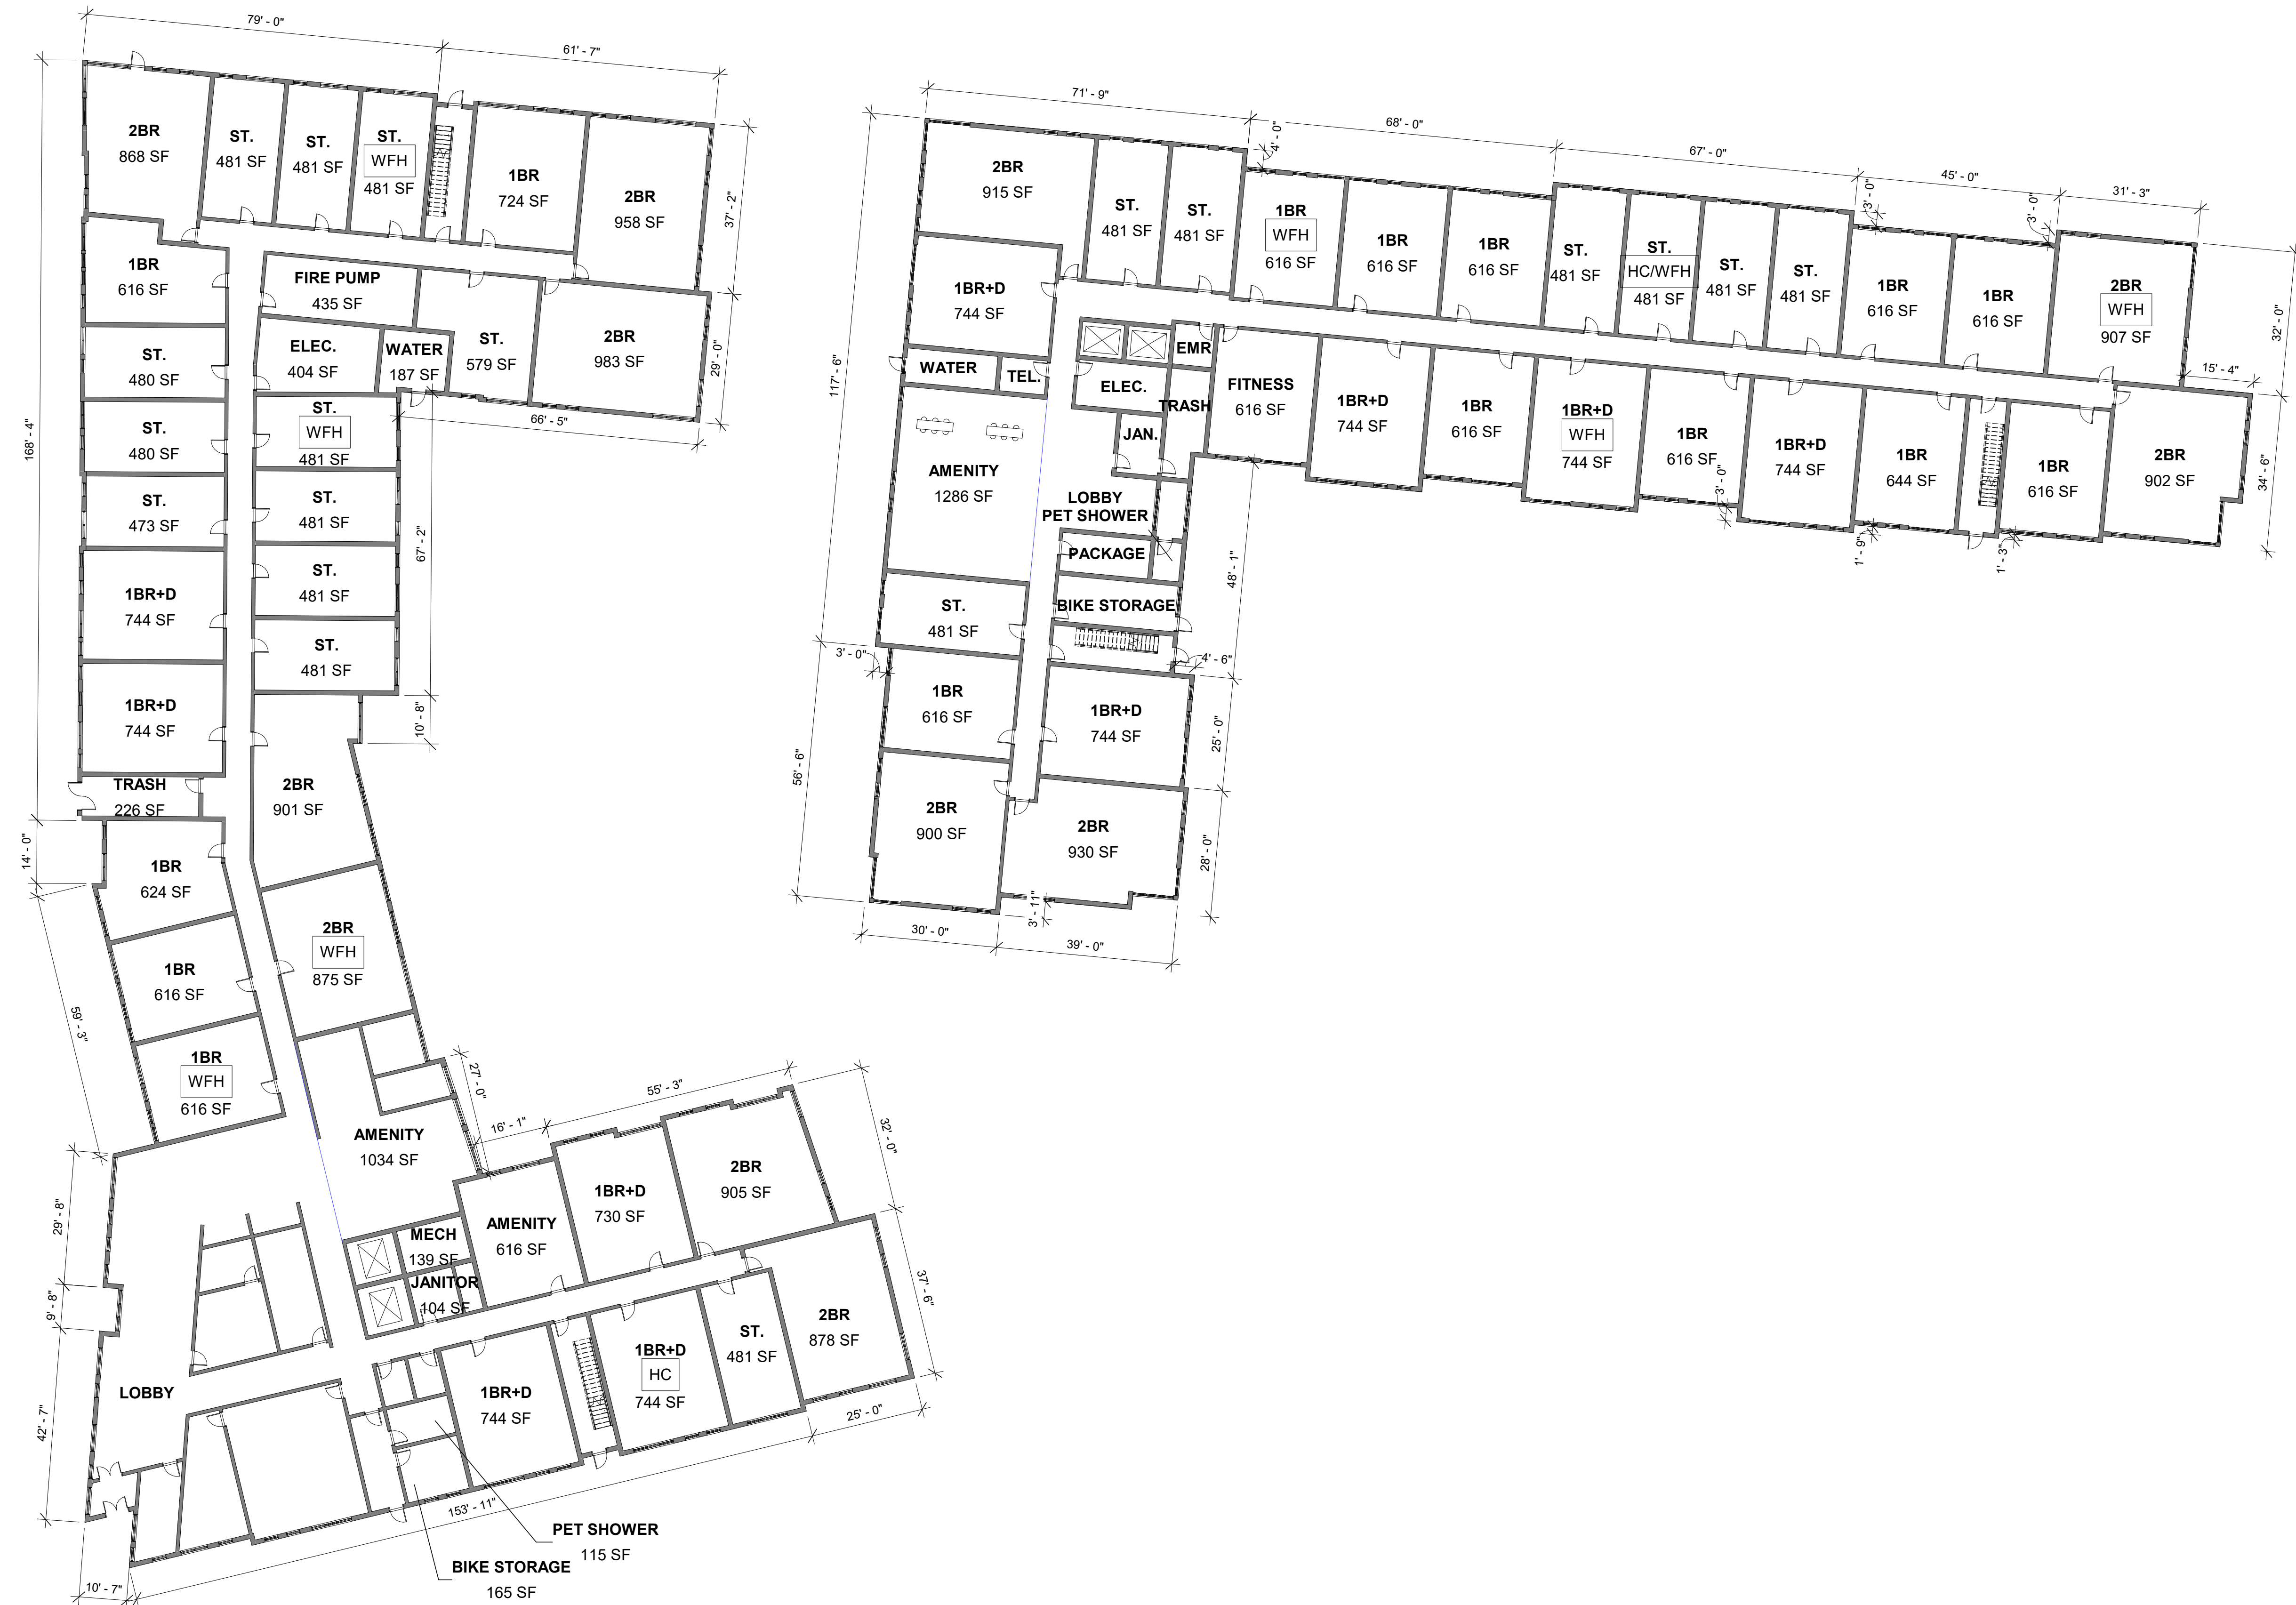 79' - 0"
61' - 7"
2BR
868 SF
ST.
481 SF
ST.
481 SF
ST.
WFH
481 SF
1BR
724 SF
2BR
958 SF
37' - 2"
1BR
616 SF
FIRE PUMP
435 SF
ELEC.
404 SF
WATER
187 SF
ST.
579 SF
2BR
983 SF
29' - 0"
66' - 5"
168' - 4"
ST.
480 SF
ST.
480 SF
ST.
473 SF
1BR+D
744 SF
1BR+D
744 SF
TRASH
226 SF
ST.
WFH
481 SF
ST.
481 SF
ST.
481 SF
ST.
481 SF
67' - 2"
10' - 8"
2BR
901 SF
14' - 0"
1BR
624 SF
1BR
616 SF
1BR
WFH
616 SF
59' - 3"
2BR
WFH
875 SF
AMENITY
1034 SF
27' - 0"
16' - 1"
55' - 3"
32' - 0"
MECH
139 SF
JANITOR
104 SF
AMENITY
616 SF
1BR+D
730 SF
2BR
905 SF
37' - 6"
29' - 8"
9' - 8"
42' - 7"
LOBBY
1BR+D
744 SF
1BR+D
HC
744 SF
ST.
481 SF
2BR
878 SF
25' - 0"
153' - 11"
PET SHOWER
115 SF
BIKE STORAGE
165 SF
10' - 7"
71' - 9"
4' - 0"
68' - 0"
67' - 0"
3' - 0"
45' - 0"
3' - 0"
31' - 3"
2BR
915 SF
ST.
481 SF
ST.
481 SF
1BR
WFH
616 SF
1BR
616 SF
1BR
616 SF
ST.
481 SF
ST.
HC/WFH
481 SF
ST.
481 SF
ST.
481 SF
1BR
616 SF
1BR
616 SF
2BR
WFH
907 SF
32' - 0"
15' - 4"
117' - 6"
1BR+D
744 SF
WATER
TEL.
EMR
ELEC.
TRASH
JAN.
FITNESS
616 SF
1BR+D
744 SF
1BR
616 SF
1BR+D
WFH
744 SF
1BR
616 SF
3' - 0"
1BR+D
744 SF
1BR
644 SF
1' - 9"
1BR
616 SF
1' - 3"
2BR
902 SF
34' - 6"
AMENITY
1286 SF
LOBBY
PET SHOWER
PACKAGE
BIKE STORAGE
48' - 1"
ST.
481 SF
3' - 0"
4' - 6"
1BR
616 SF
1BR+D
744 SF
25' - 0"
56' - 6"
2BR
900 SF
2BR
930 SF
28' - 0"
3' - 11"
30' - 0"
39' - 0"